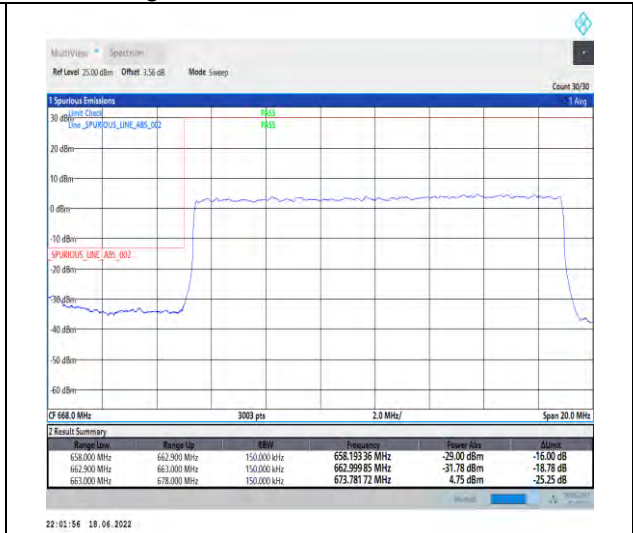 MultiView Spectrum
Ref Level 25.00 dBm Offset 3.56 dB Mode Sweep
Count 30/30
1 Spurious Emissions 1 Avg
30 dBm Limit Check PASS
Line _SPURIOUS_LINE_ABS_002 PASS
20 dBm
10 dBm
0 dBm
-10 dBm
_SPURIOUS_LINE_ABS_002
-20 dBm
-30 dBm
-40 dBm
-50 dBm
-60 dBm
CF 668.0 MHz 3003 pts 2.0 MHz/ Span 20.0 MHz
2 Result Summary
Range Low Range Up RBW Frequency Power Abs ΔLimit
658.000 MHz 662.900 MHz 150.000 kHz 658.193 36 MHz -29.00 dBm -16.00 dB
662.900 MHz 663.000 MHz 150.000 kHz 662.999 85 MHz -31.78 dBm -18.78 dB
663.000 MHz 678.000 MHz 150.000 kHz 673.781 72 MHz 4.75 dBm -25.25 dB
22:01:56 18.06.2022